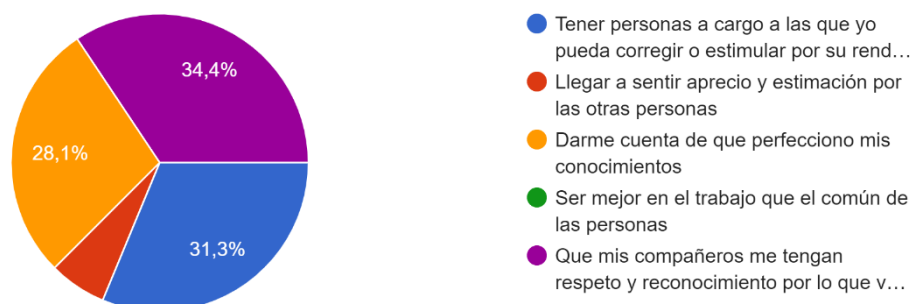 34,4%
28,1%
31,3%
Tener personas a cargo a las que yo
pueda corregir o estimular por su rend…
Llegar a sentir aprecio y estimación por
las otras personas
Darme cuenta de que perfecciono mis
conocimientos
Ser mejor en el trabajo que el común de
las personas
Que mis compañeros me tengan
respeto y reconocimiento por lo que v…